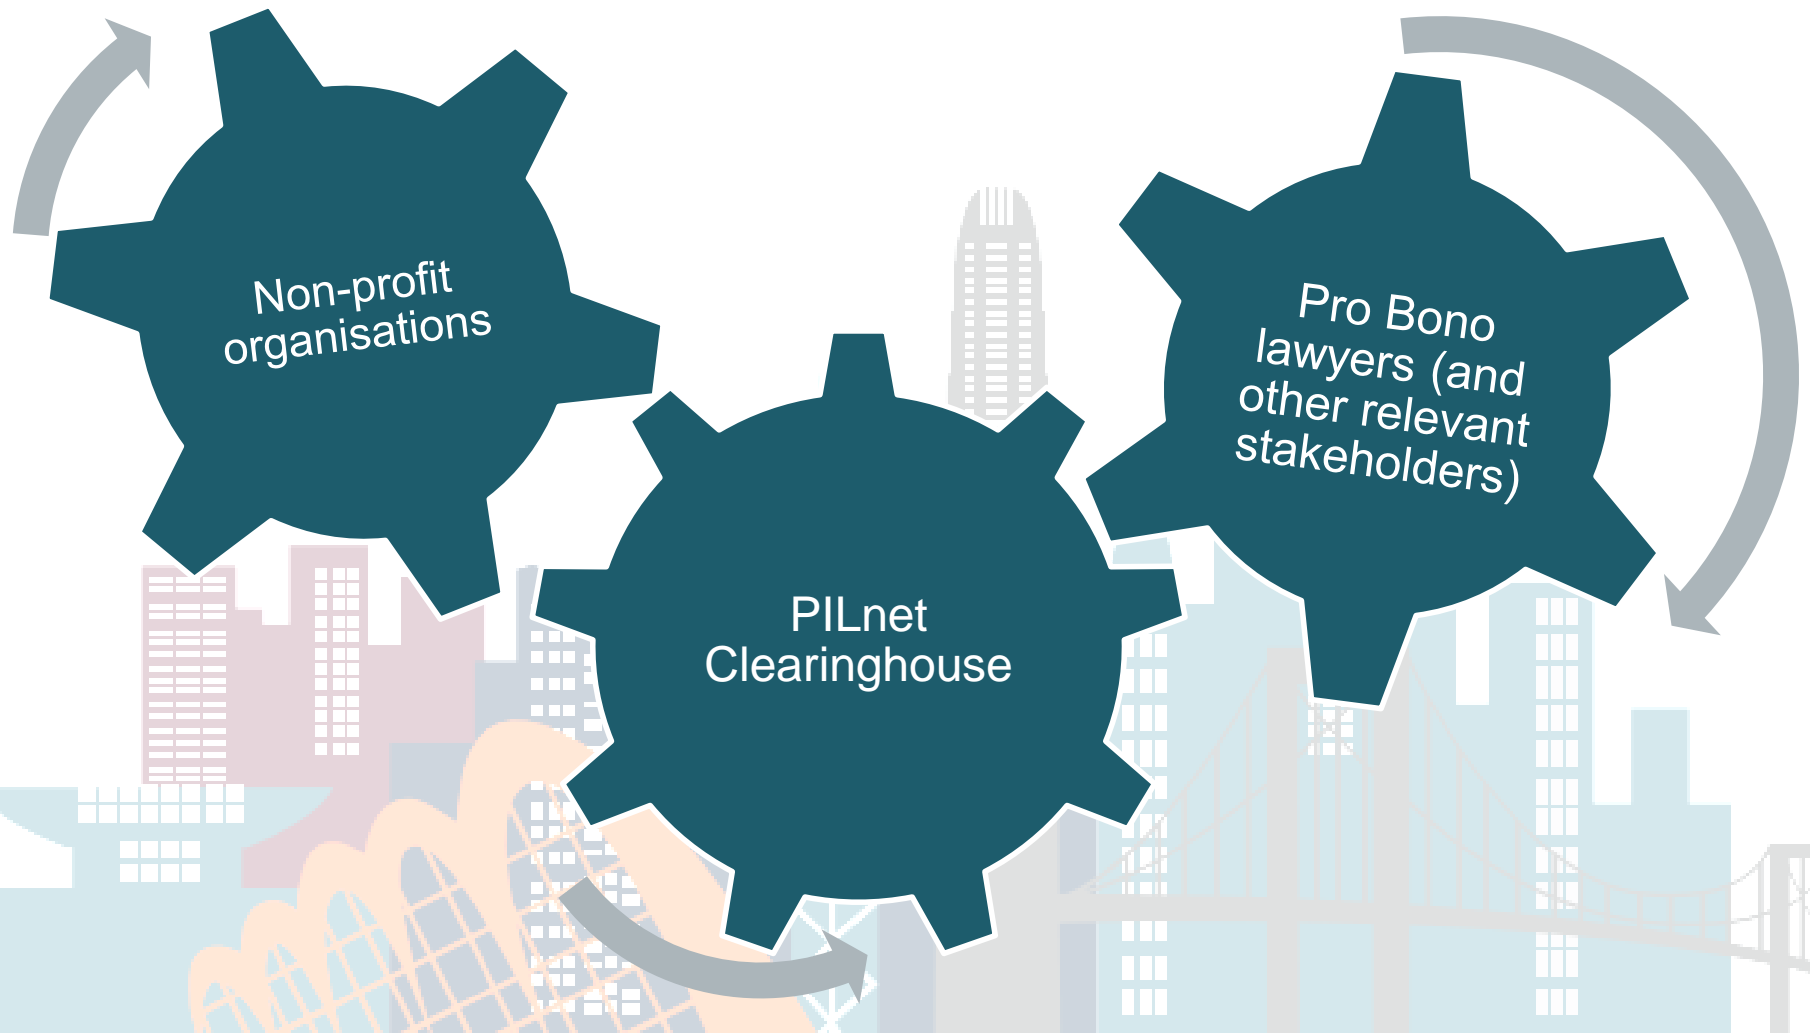 Non-profit
organisations
PILnet
Clearinghouse
Pro Bono
lawyers (and
other relevant
stakeholders)